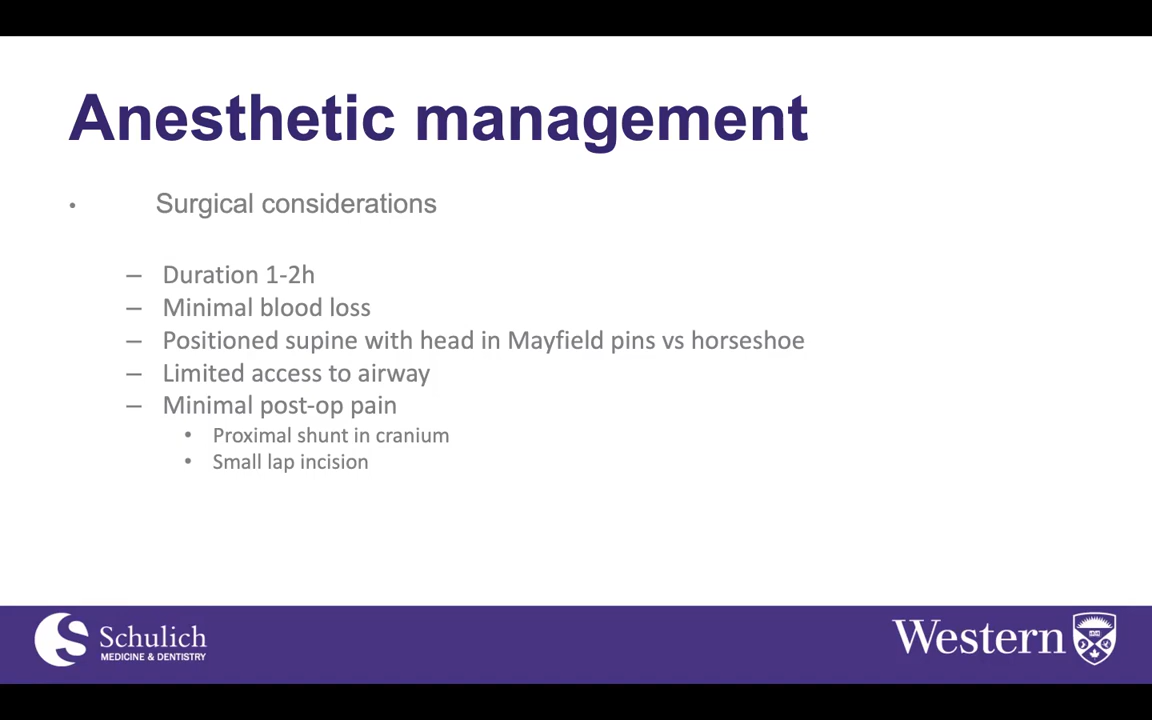 Anesthetic management
• Surgical considerations
– Duration 1-2h
– Minimal blood loss
– Positioned supine with head in Mayfield pins vs horseshoe
– Limited access to airway
– Minimal post-op pain
• Proximal shunt in cranium
• Small lap incision
Schulich
MEDICINE & DENTISTRY
Western